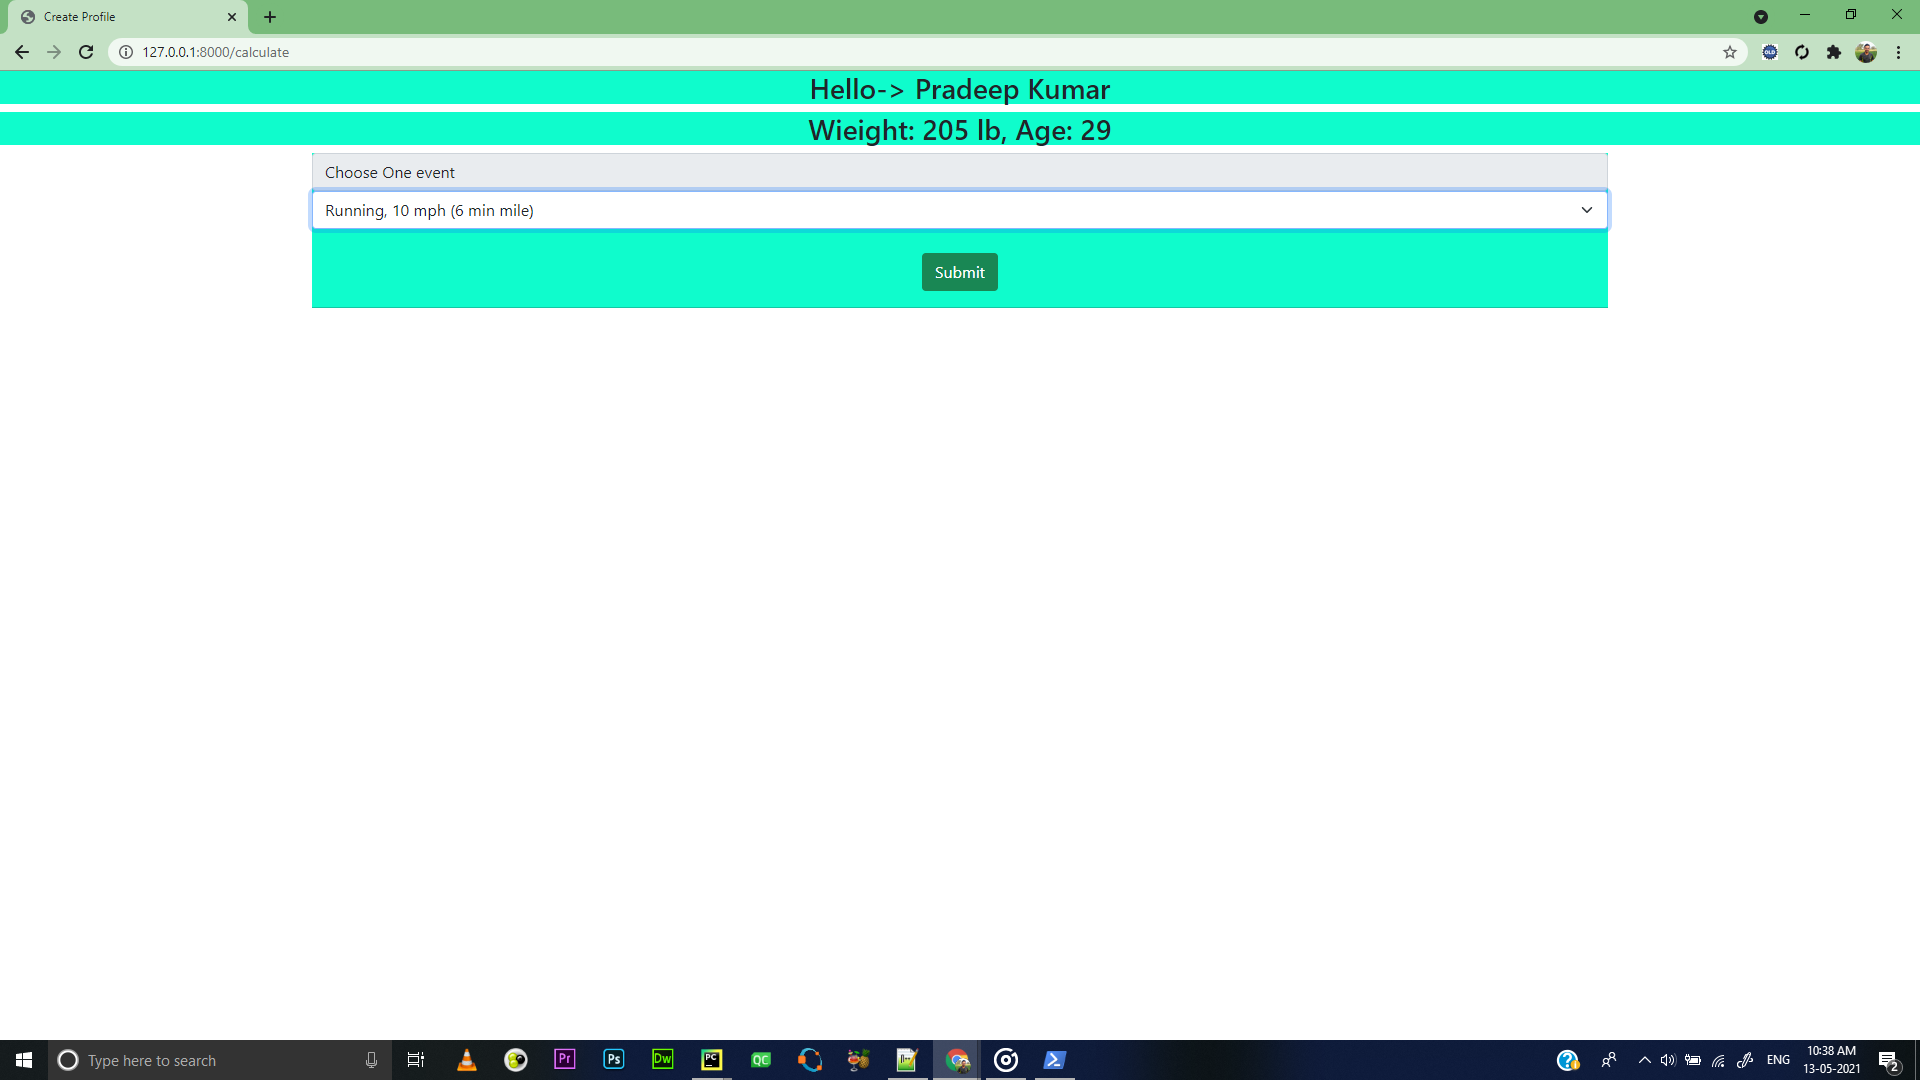 Create Profile
127.0.0.1:8000/calculate
Hello-> Pradeep Kumar
Wieight: 205 lb, Age: 29
Choose One event
Running, 10 mph (6 min mile)
Submit
Type here to search
Pr
Ps
Dw
PC
QC
ENG
10:38 AM
13-05-2021
2